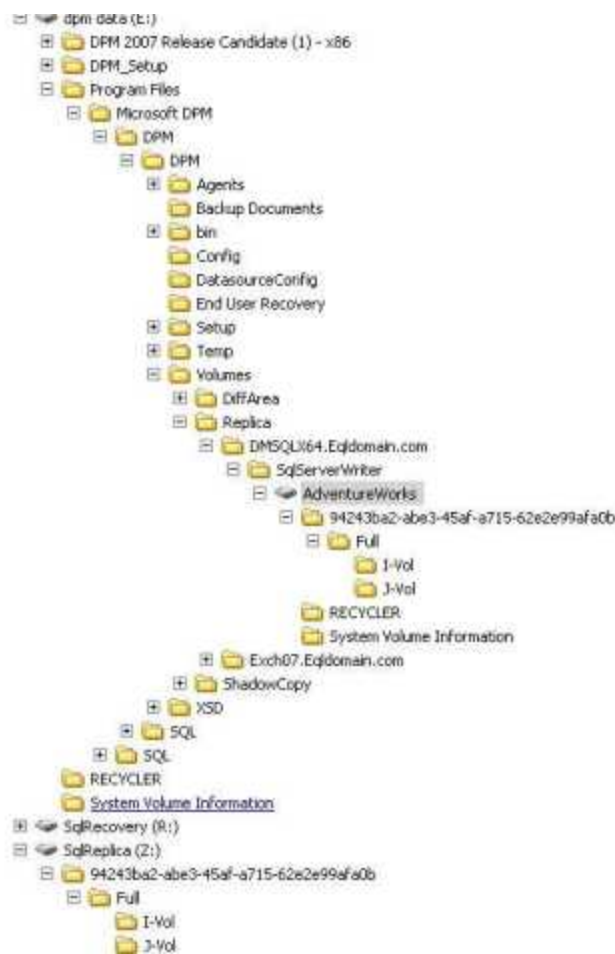 dpm data (E:)
DPM 2007 Release Candidate (1) - x86
DPM_Setup
Program Files
Microsoft DPM
DPM
DPM
Agents
Backup Documents
bin
Config
DatasourceConfig
End User Recovery
Setup
Temp
Volumes
DiffArea
Replica
DMSQLX64.Eqldomain.com
SqlServerWriter
AdventureWorks
94243ba2-abe3-45af-a715-62e2e99afa0b
Full
I-Vol
J-Vol
RECYCLER
System Volume Information
Exch07.Eqldomain.com
ShadowCopy
XSD
SQL
SQL
RECYCLER
System Volume Information
SqlRecovery (R:)
SqlReplica (Z:)
94243ba2-abe3-45af-a715-62e2e99afa0b
Full
I-Vol
J-Vol